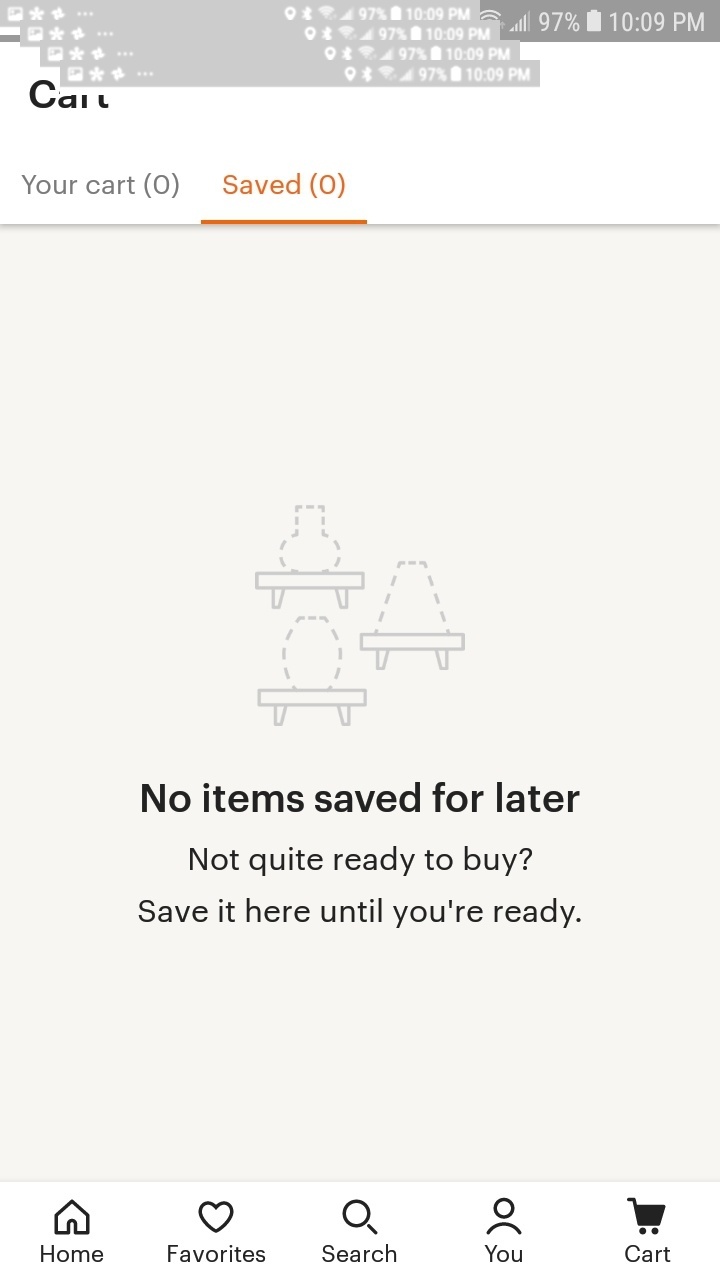 97% 10:09 PM
97% 10:09 PM
97% 10:09 PM
97% 10:09 PM
97% 10:09 PM
Cart
Your cart (0) Saved (0)
No items saved for later
Not quite ready to buy?
Save it here until you're ready.
Home Favorites Search You Cart